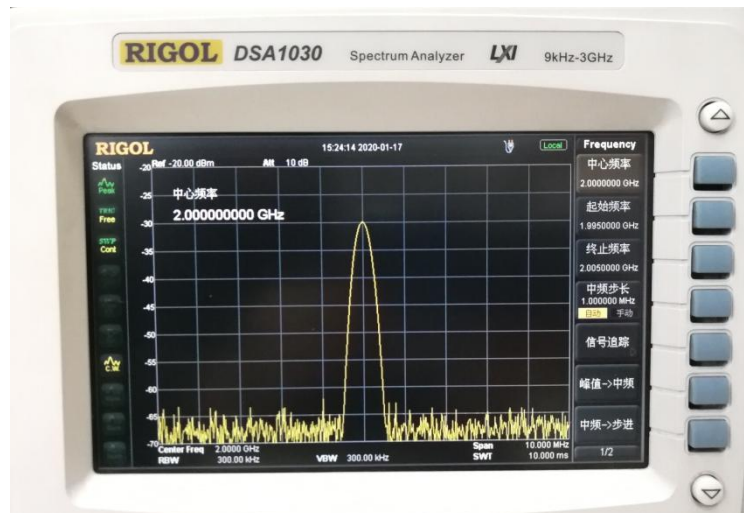 RIGOL DSA1030 Spectrum Analyzer LXI 9kHz-3GHz
RIGOL 15:24:14 2020-01-17 Local Frequency
Status Ref -20.00 dBm Att 10 dB
中心频率
2.0000000 GHz
起始频率
1.9950000 GHz
终止频率
2.0050000 GHz
中频步长
1.000000 MHz
自动 手动
信号追踪
峰值->中频
中频->步进
1/2
Peak
TRIG
Free
SWP
Cont
C.W.
中心频率
2.000000000 GHz
-20
-25
-30
-35
-40
-45
-50
-55
-60
-65
-70
Center Freq 2.0000 GHz Span 10.000 MHz
RBW 300.00 kHz VBW 300.00 kHz SWT 10.000 ms